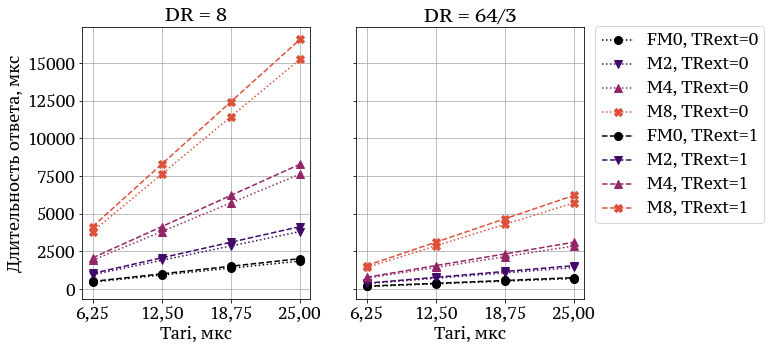 DR = 8
DR = 64/3
Длительность ответа, мкс
15000
12500
10000
7500
5000
2500
0
6,25 12,50 18,75 25,00
Tari, мкс
6,25 12,50 18,75 25,00
Tari, мкс
FM0, TRext=0
M2, TRext=0
M4, TRext=0
M8, TRext=0
FM0, TRext=1
M2, TRext=1
M4, TRext=1
M8, TRext=1